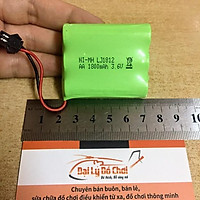 NI-MH LJ1812
AA 1800mAh 3.6V
1 2 3 4 5 6 7 8 9 10
Đại Lý Đồ Chơi
Chuyên bán buôn, bán lẻ,
sửa chữa đồ chơi điều khiển từ xa, đồ chơi thông minh